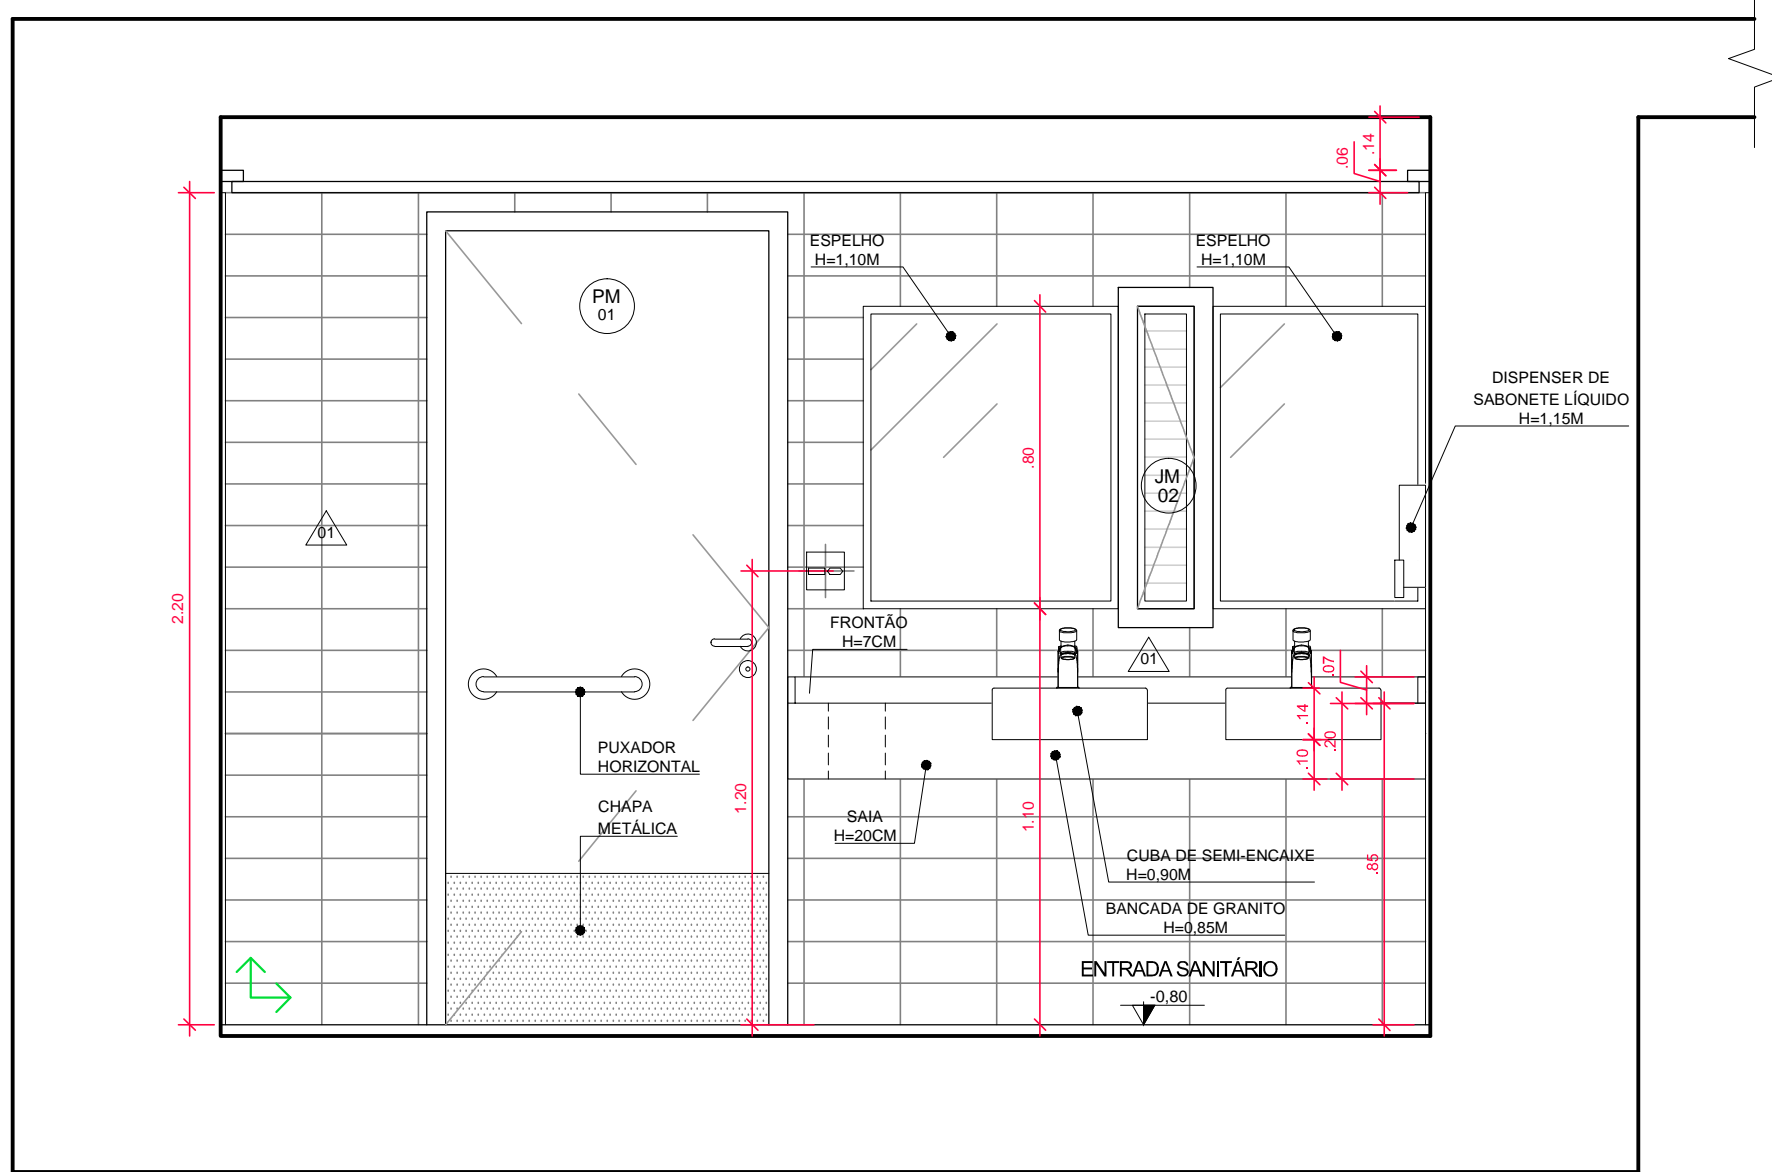 .14
.06
ESPELHO
H=1,10M
ESPELHO
H=1,10M
PM
01
DISPENSER DE
SABONETE LÍQUIDO
H=1,15M
.80
JM
02
01
2.20
FRONTÃO
H=7CM
01
.07
.14
.20
.10
PUXADOR
HORIZONTAL
1.20
CHAPA
METÁLICA
SAIA
H=20CM
1.10
CUBA DE SEMI-ENCAIXE
H=0,90M
.85
BANCADA DE GRANITO
H=0,85M
ENTRADA SANITÁRIO
-0,80